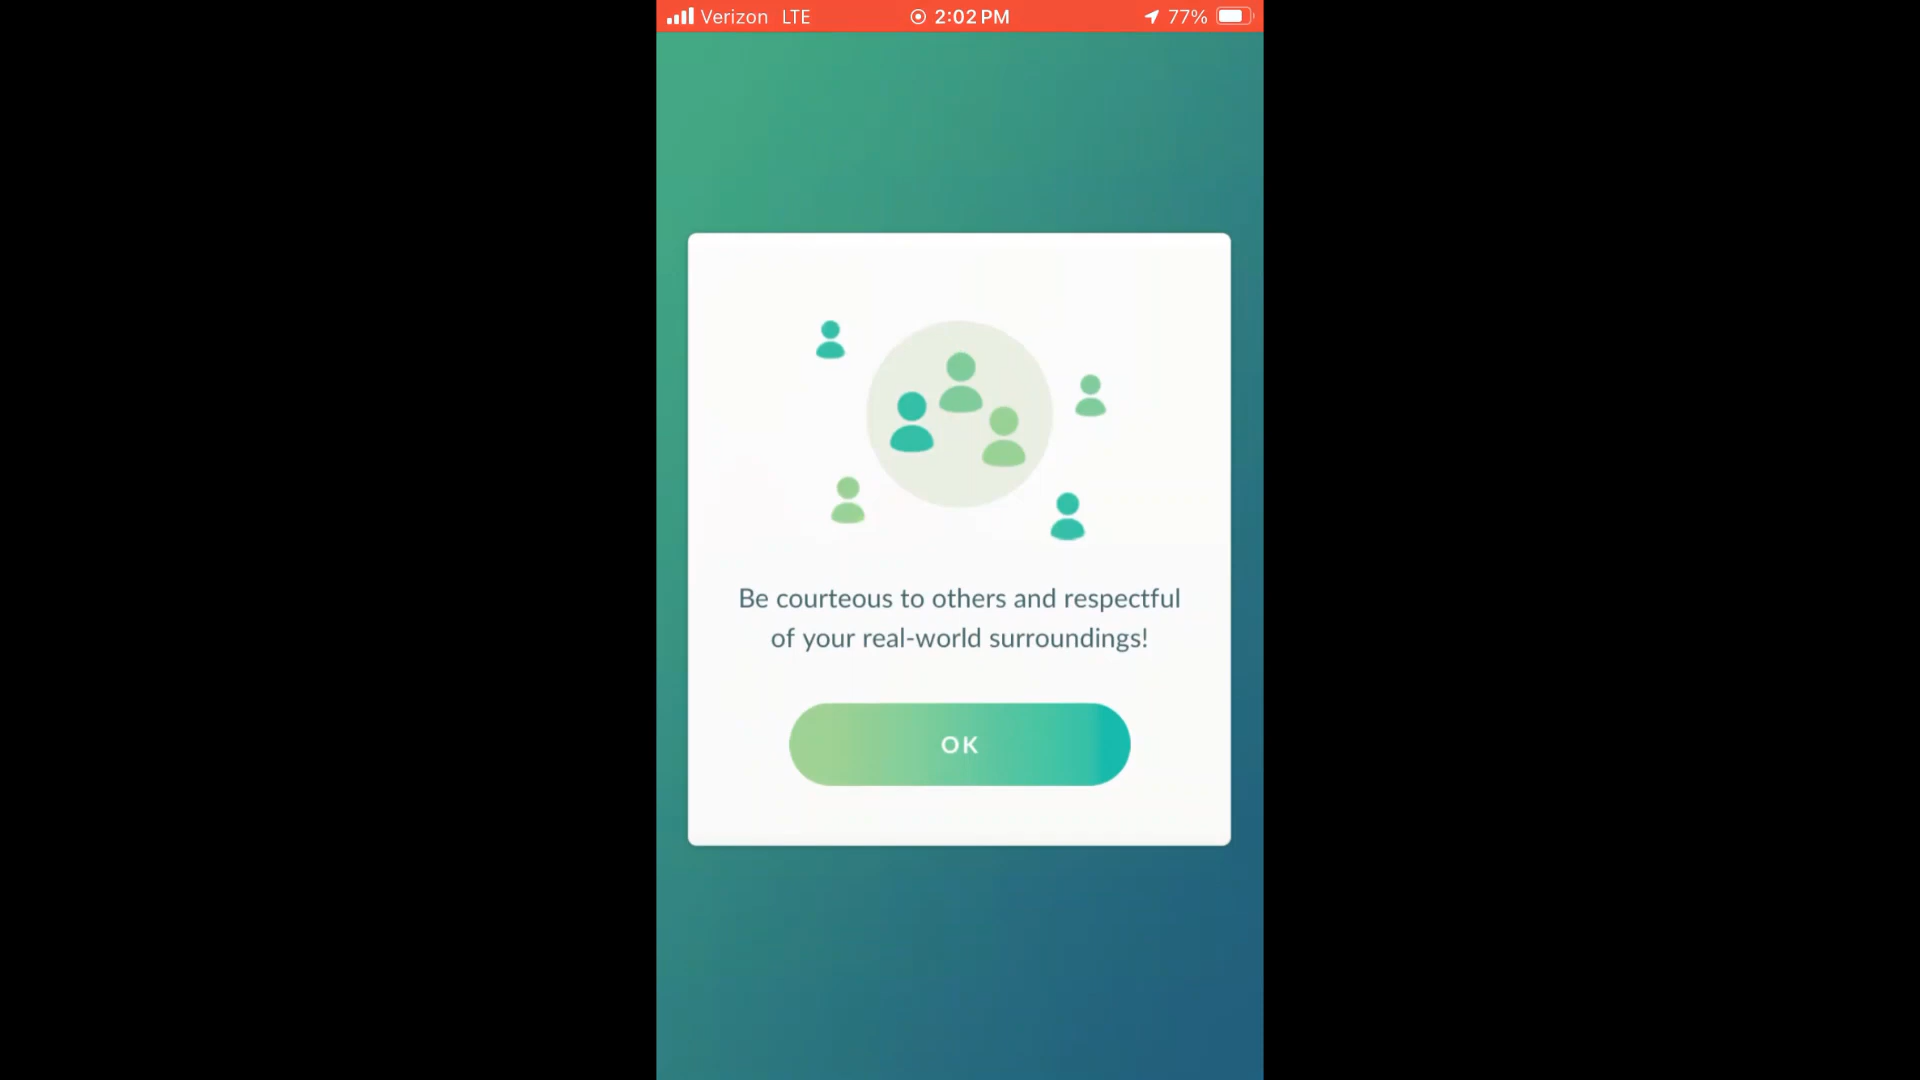 Verizon LTE 2:02 PM 77%
Be courteous to others and respectful
of your real-world surroundings!
OK